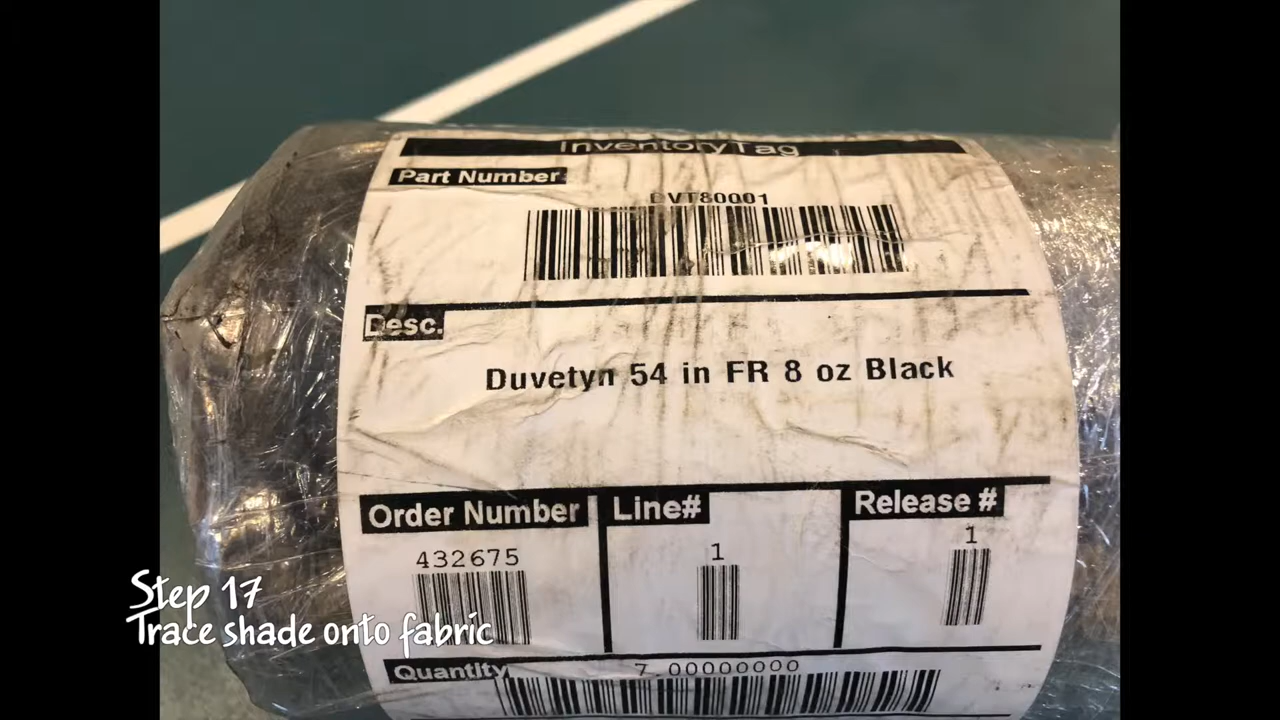 InventoryTag
Part Number:
DVT80001
Desc.
Duvetyn 54 in FR 8 oz Black
Order Number
Line#
Release #
432675
1
1
Step 17
Trace shade onto fabric
Quantity
7.00000000